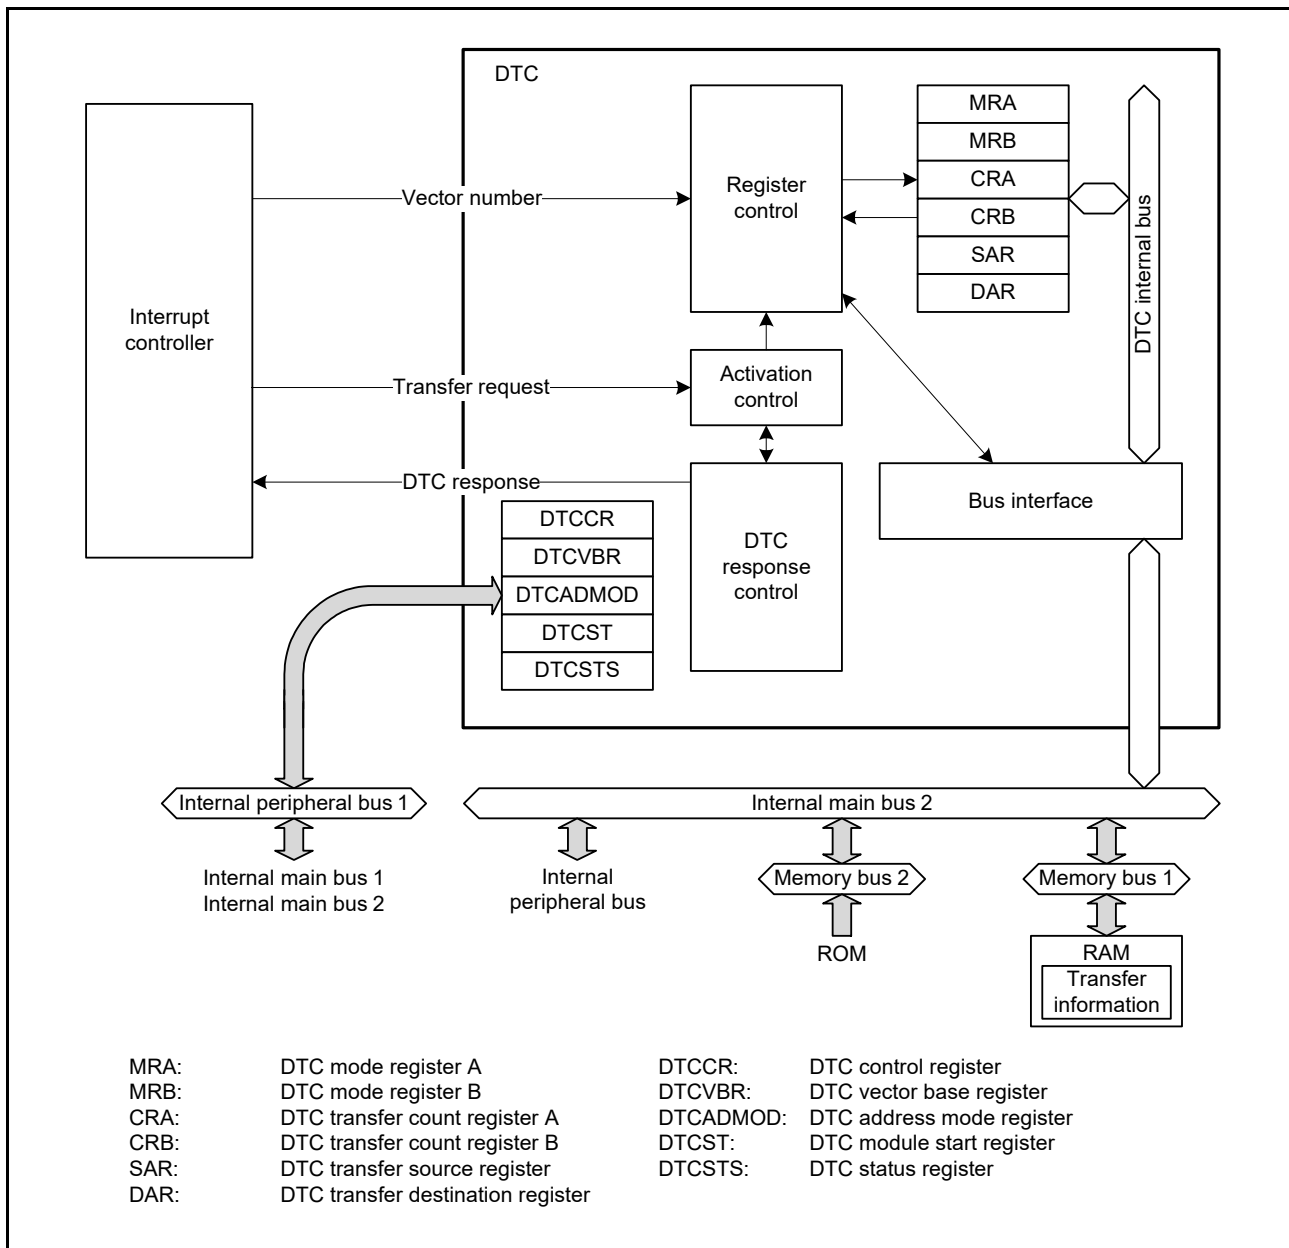 DTC
Interrupt
controller
Vector number
Transfer request
DTC response
Register
control
Activation
control
DTC
response
control
MRA
MRB
CRA
CRB
SAR
DAR
DTC internal bus
Bus interface
DTCCR
DTCVBR
DTCADMOD
DTCST
DTCSTS
Internal peripheral bus 1
Internal main bus 2
Internal main bus 1
Internal main bus 2
Internal
peripheral bus
Memory bus 2
Memory bus 1
ROM
RAM
Transfer
information
MRA: DTC mode register A
MRB: DTC mode register B
CRA: DTC transfer count register A
CRB: DTC transfer count register B
SAR: DTC transfer source register
DAR: DTC transfer destination register
DTCCR: DTC control register
DTCVBR: DTC vector base register
DTCADMOD: DTC address mode register
DTCST: DTC module start register
DTCSTS: DTC status register